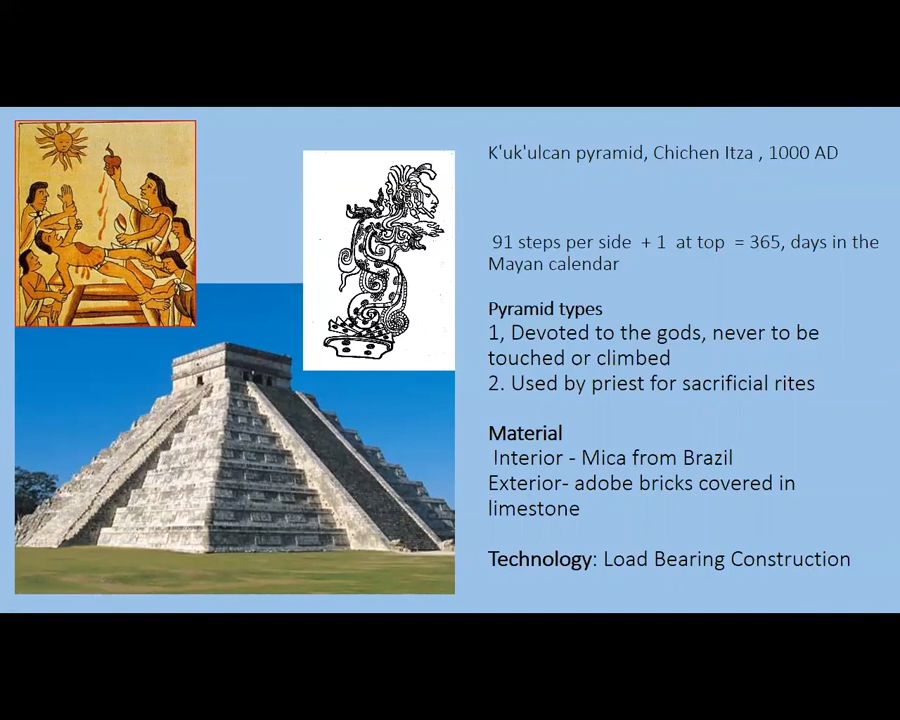 K'uk'ulcan pyramid, Chichen Itza , 1000 AD
91 steps per side + 1 at top = 365, days in the
Mayan calendar
Pyramid types
1, Devoted to the gods, never to be
touched or climbed
2. Used by priest for sacrificial rites
Material
Interior - Mica from Brazil
Exterior- adobe bricks covered in
limestone
Technology: Load Bearing Construction